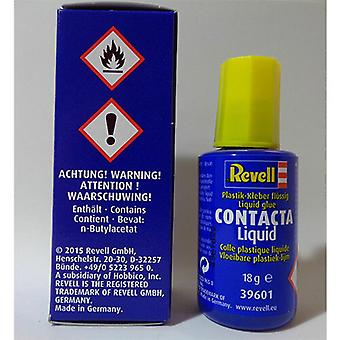 ACHTUNG! WARNING!
ATTENTION !
WAARSCHUWING!
Enthält - Contains
Contient - Bevat:
n-Butylacetat
© 2015 Revell GmbH,
Henschelstr. 20-30, D-32257
Bünde. +49/0 5223 965 0.
A subsidiary of Hobbico, Inc.
REVELL IS THE REGISTERED
TRADEMARK OF REVELL GMBH,
GERMANY.
Made in Germany.
Revell
Plastik-Kleber flüssig
Liquid glue
CONTACTA
Liquid
Colle plastique liquide
Vloeibare plastiek-lijm
18 g e
39601
www.revell.eu